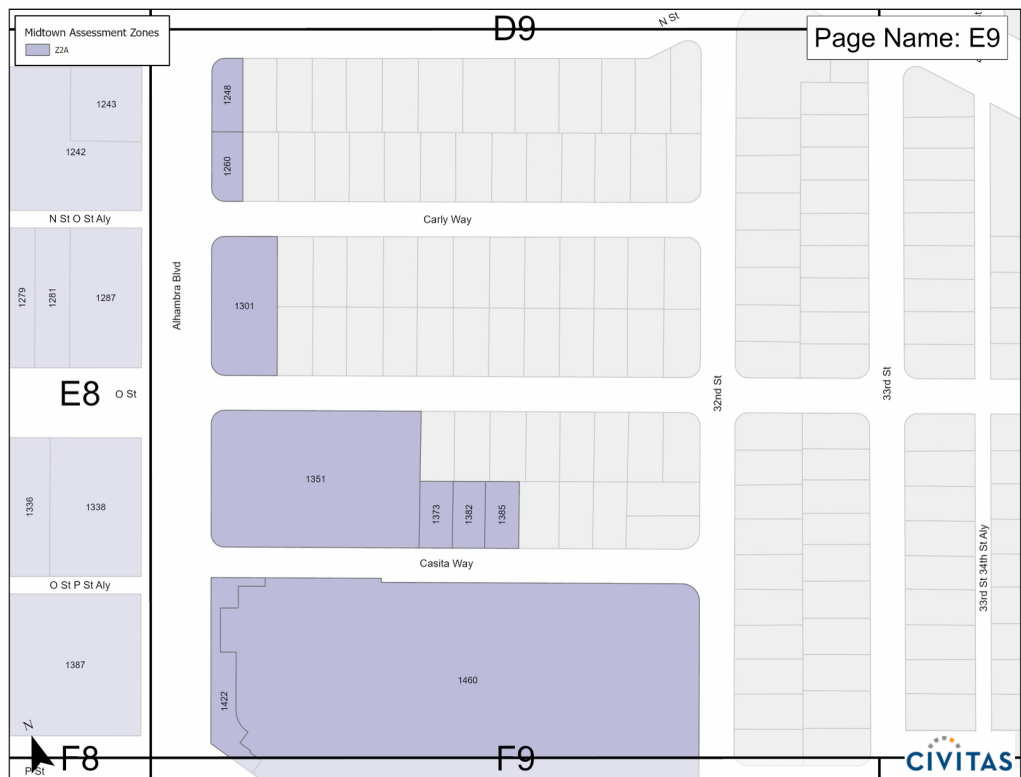 D9
N St
Midtown Assessment Zones
Z2A
Page Name: E9
1243
1248
1242
1260
N St O St Aly
Carly Way
1279
1281
1287
Alhambra Blvd
1301
E8
O St
32nd St
33rd St
1351
1336
1338
1373
1382
1385
O St P St Aly
Casita Way
33rd St 34th St Aly
1387
1460
1422
N
F8
F9
P St
CIVITAS